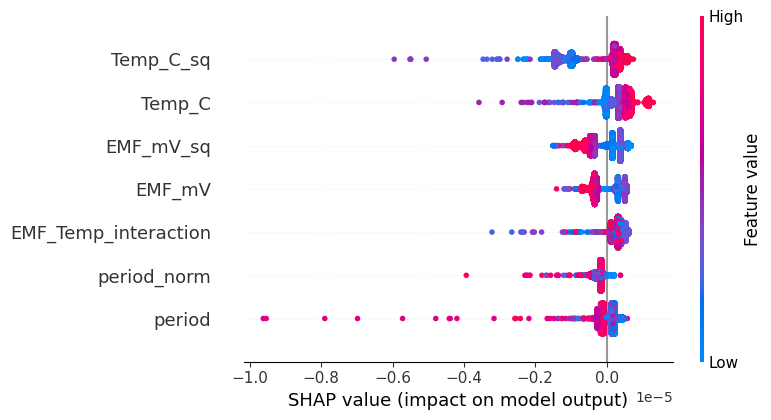 High
Temp_C_sq
Temp_C
EMF_mV_sq
EMF_mV
EMF_Temp_interaction
period_norm
period
Feature value
Low
−1.0 −0.8 −0.6 −0.4 −0.2 0.0
1e−5
SHAP value (impact on model output)